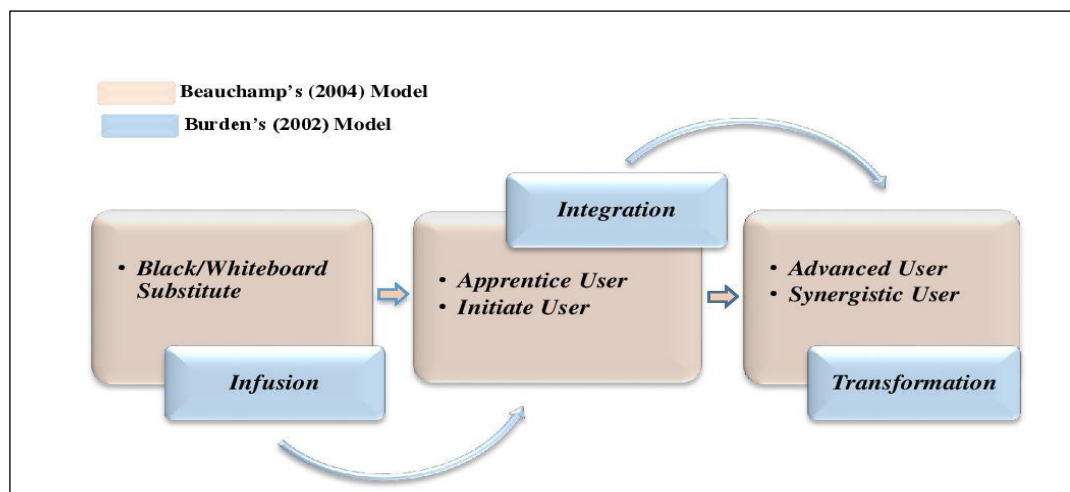 Beauchamp’s (2004) Model
Burden’s (2002) Model
• Black/Whiteboard
Substitute
Infusion
Integration
• Apprentice User
• Initiate User
• Advanced User
• Synergistic User
Transformation